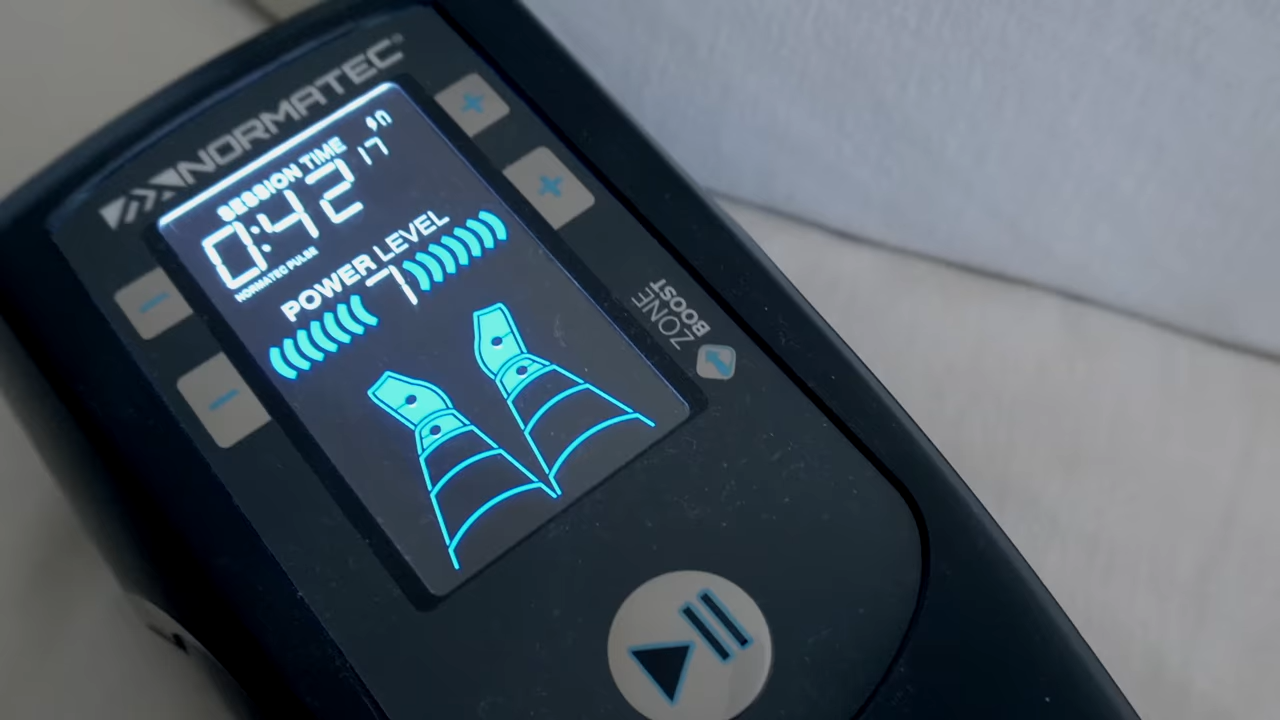 NORMATEC®
SESSION TIME
0:42
17
NORMATEC PULSE
POWER LEVEL
7
ZONE
BOOST